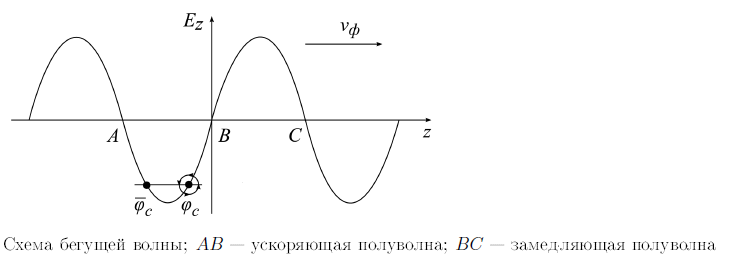 E_z
v_ф
A B C z
φ̄_c φ_c
Схема бегущей волны; AB — ускоряющая полуволна; BC — замедляющая полуволна